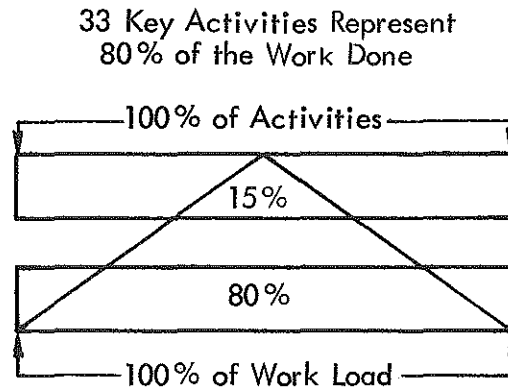 33 Key Activities Represent
80% of the Work Done
100% of Activities
15%
80%
100% of Work Load